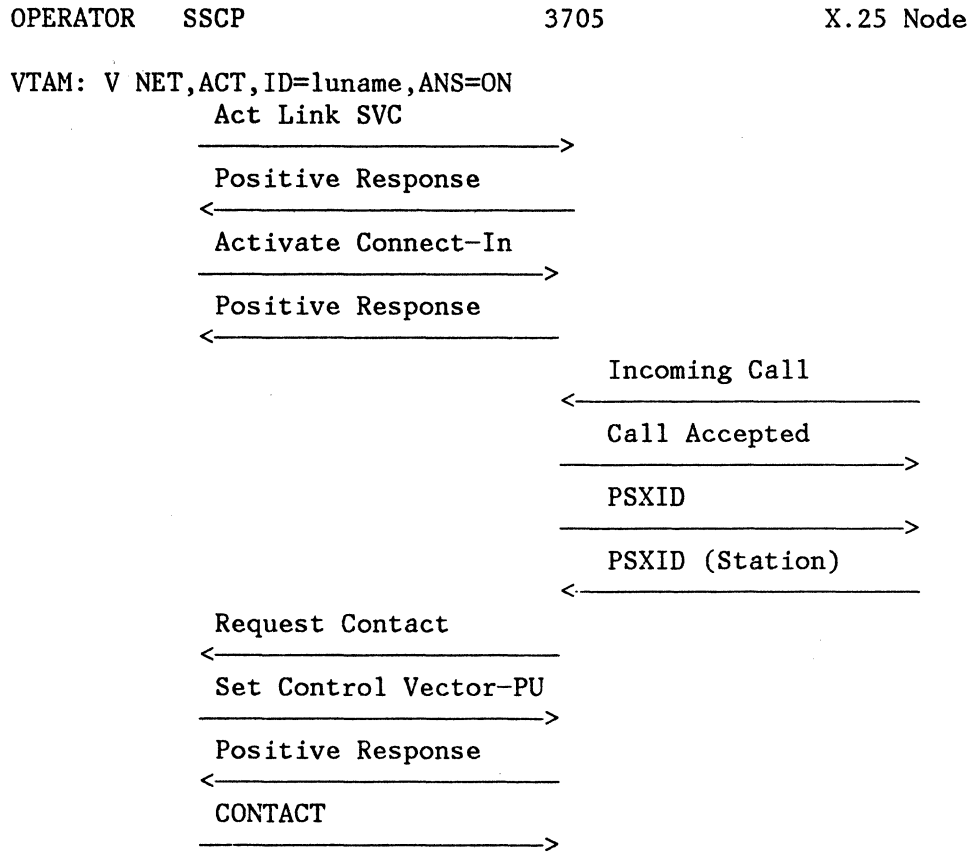 OPERATOR SSCP 3705 X.25 Node
VTAM: V NET,ACT,ID=luname,ANS=ON
Act Link SVC
Positive Response
Activate Connect-In
Positive Response
Incoming Call
Call Accepted
PSXID
PSXID (Station)
Request Contact
Set Control Vector-PU
Positive Response
CONTACT